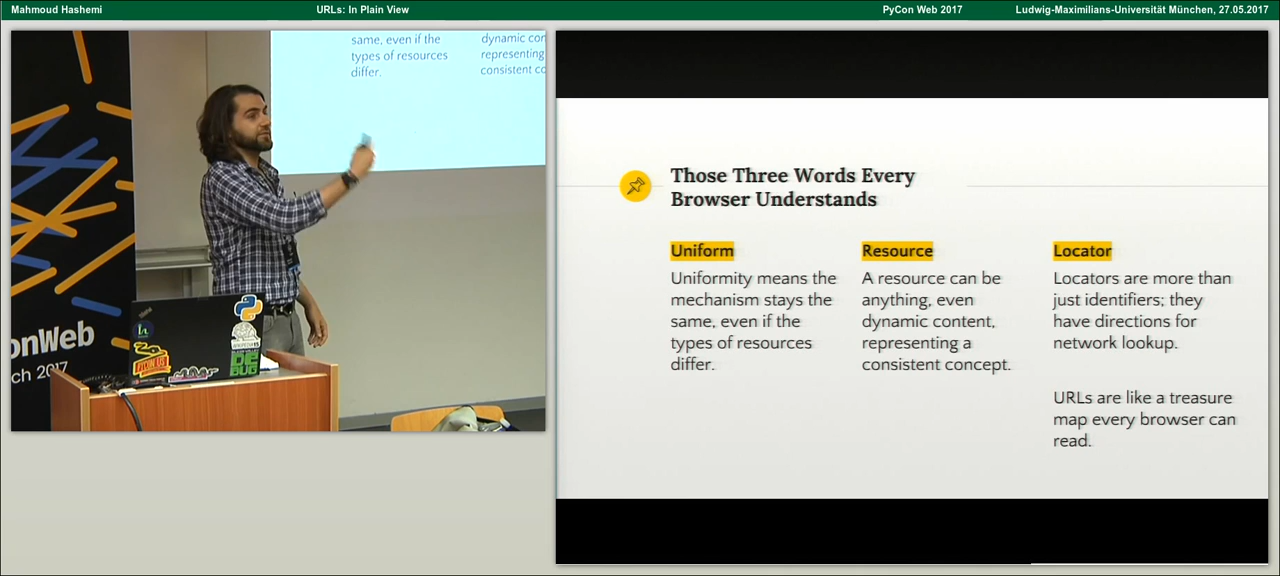 Mahmoud Hashemi
URLs: In Plain View
PyCon Web 2017
Ludwig-Maximilians-Universität München, 27.05.2017
same, even if the
types of resources
differ.
dynamic con
representing
consistent co
onWeb
ch 2017
DE
BUG
Those Three Words Every
Browser Understands
Uniform
Uniformity means the
mechanism stays the
same, even if the
types of resources
differ.
Resource
A resource can be
anything, even
dynamic content,
representing a
consistent concept.
Locator
Locators are more than
just identifiers; they
have directions for
network lookup.
URLs are like a treasure
map every browser can
read.